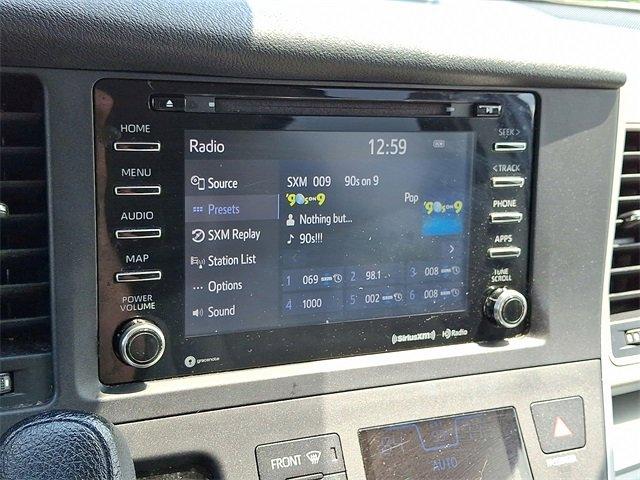 HOME
SEEK >
Radio
12:59
MENU
< TRACK
Source
SXM 009 90s on 9
Presets
'90s on 9
Pop
'90s on 9
AUDIO
PHONE
Nothing but...
SXM Replay
90s!!!
MAP
APPS
Station List
1 069
2 98.1
3 008
Options
4 1000
5 002
6 008
POWER
VOLUME
TUNE
SCROLL
Sound
SiriusXM
HD Radio
gracenote
FRONT
AUTO